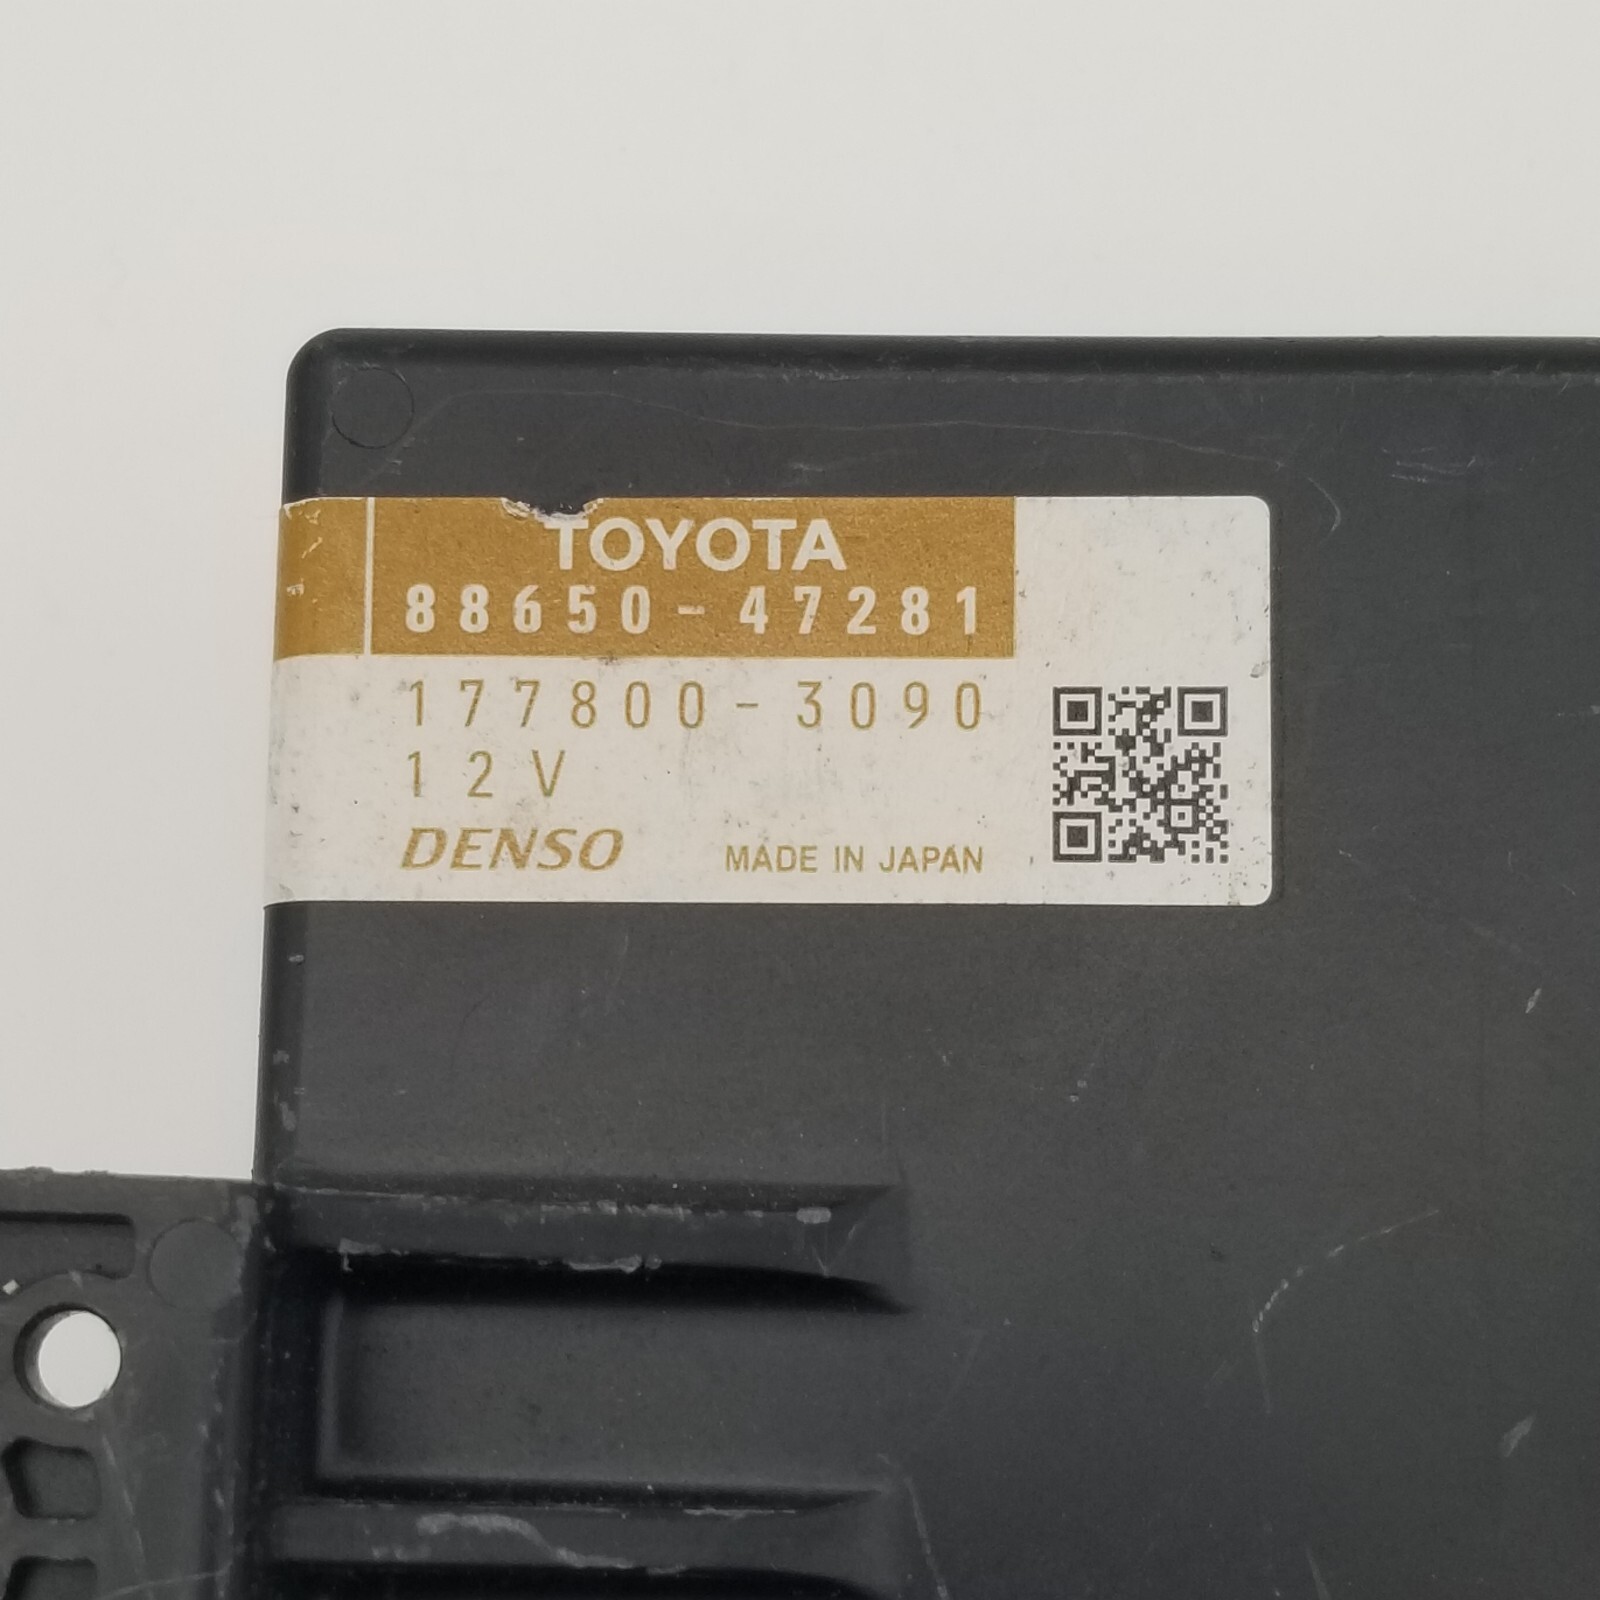 TOYOTA
88650-47281
177800-3090
12V
DENSO
MADE IN JAPAN